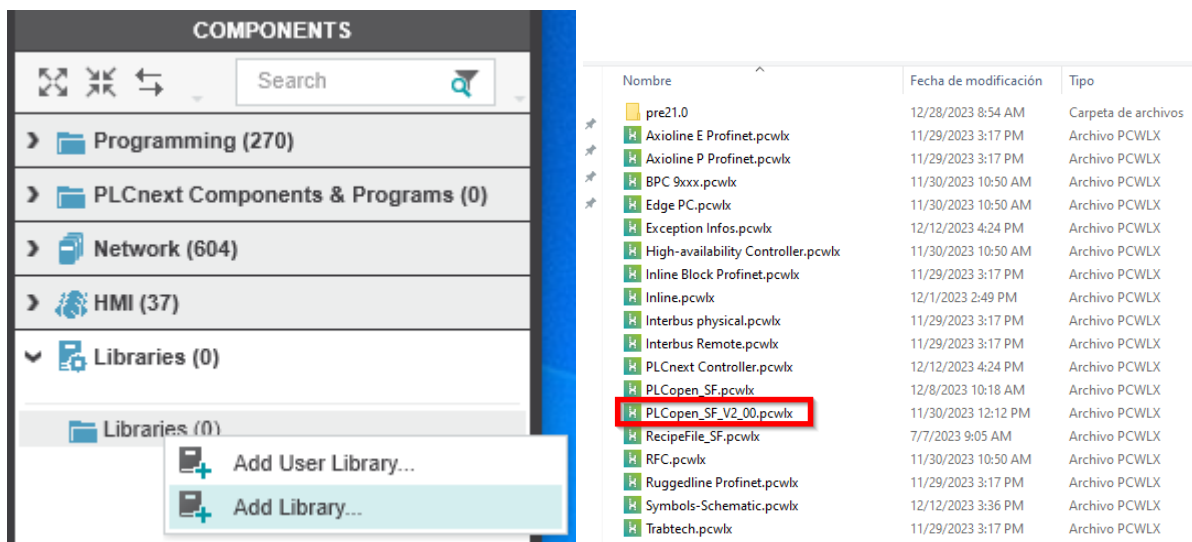 COMPONENTS
Search
Programming (270)
PLCnext Components & Programs (0)
Network (604)
HMI (37)
Libraries (0)
Libraries (0)
Add User Library...
Add Library...
Nombre Fecha de modificación Tipo
pre21.0 12/28/2023 8:54 AM Carpeta de archivos
Axioline E Profinet.pcwlx 11/29/2023 3:17 PM Archivo PCWLX
Axioline P Profinet.pcwlx 11/29/2023 3:17 PM Archivo PCWLX
BPC 9xxx.pcwlx 11/30/2023 10:50 AM Archivo PCWLX
Edge PC.pcwlx 11/30/2023 10:50 AM Archivo PCWLX
Exception Infos.pcwlx 12/12/2023 4:24 PM Archivo PCWLX
High-availability Controller.pcwlx 11/30/2023 10:50 AM Archivo PCWLX
Inline Block Profinet.pcwlx 11/29/2023 3:17 PM Archivo PCWLX
Inline.pcwlx 12/1/2023 2:49 PM Archivo PCWLX
Interbus physical.pcwlx 11/29/2023 3:17 PM Archivo PCWLX
Interbus Remote.pcwlx 11/29/2023 3:17 PM Archivo PCWLX
PLCnext Controller.pcwlx 12/12/2023 4:24 PM Archivo PCWLX
PLCopen_SF.pcwlx 12/8/2023 10:18 AM Archivo PCWLX
PLCopen_SF_V2_00.pcwlx 11/30/2023 12:12 PM Archivo PCWLX
RecipeFile_SF.pcwlx 7/7/2023 9:05 AM Archivo PCWLX
RFC.pcwlx 11/30/2023 10:50 AM Archivo PCWLX
Ruggedline Profinet.pcwlx 11/29/2023 3:17 PM Archivo PCWLX
Symbols-Schematic.pcwlx 12/12/2023 3:36 PM Archivo PCWLX
Trabtech.pcwlx 11/29/2023 3:17 PM Archivo PCWLX